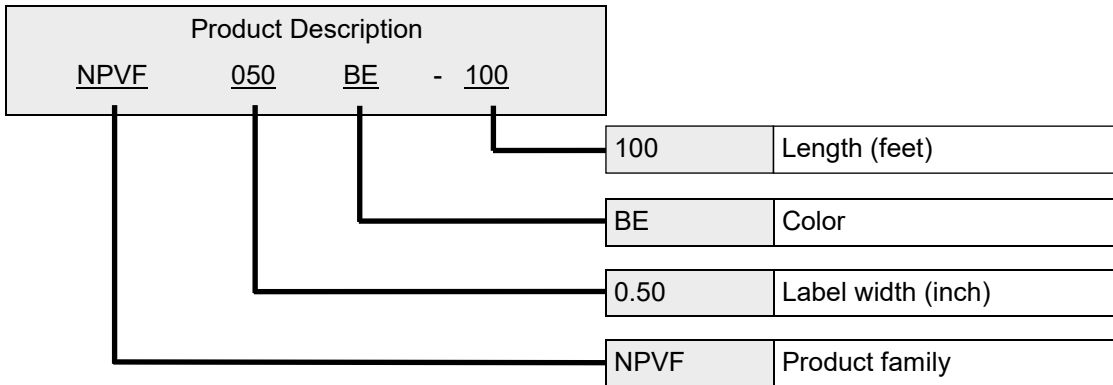 Product Description
NPVF 050 BE - 100
100 Length (feet)
BE Color
0.50 Label width (inch)
NPVF Product family